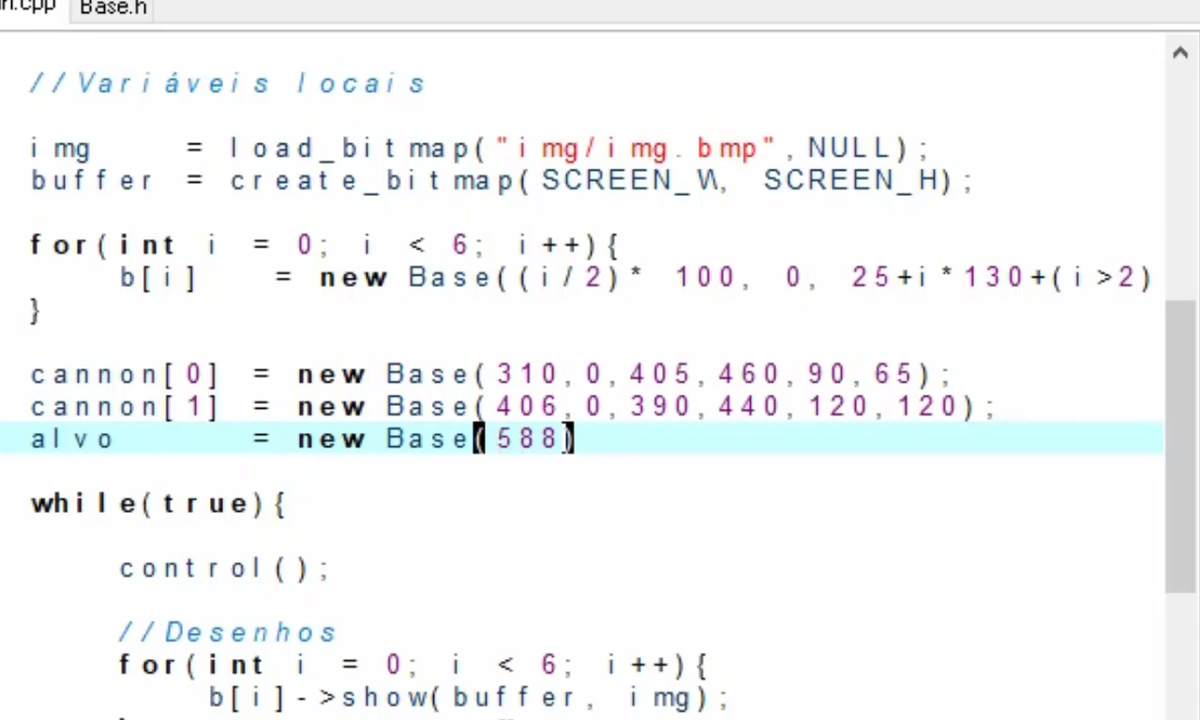 Base.h
//Variáveis locais
img = load_bitmap("img/img.bmp", NULL);
buffer = create_bitmap(SCREEN_W, SCREEN_H);
for(int i = 0; i < 6; i++){
b[i] = new Base((i/2)* 100, 0, 25+i*130+(i>2)
}
cannon[0] = new Base(310,0,405,460,90,65);
cannon[1] = new Base(406,0,390,440,120,120);
alvo = new Base(588)
while(true){
control();
//Desenhos
for(int i = 0; i < 6; i++){
b[i]->show(buffer, img);